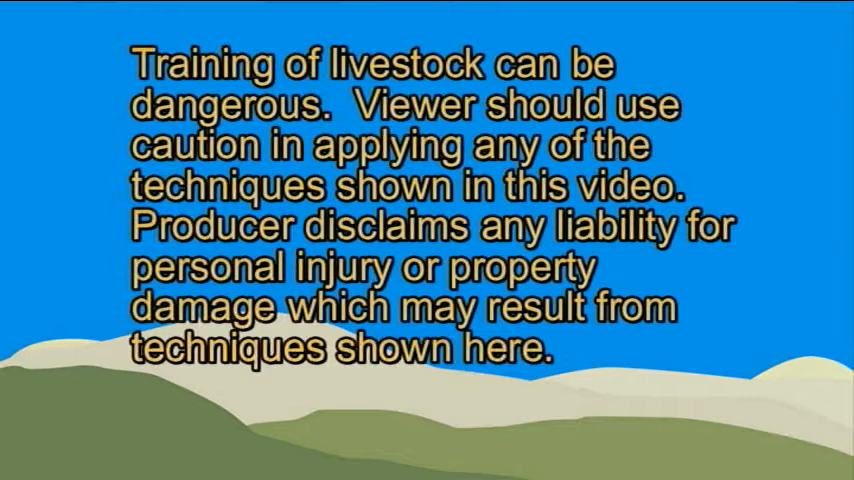 Training of livestock can be
dangerous.  Viewer should use
caution in applying any of the
techniques shown in this video.
Producer disclaims any liability for
personal injury or property
damage which may result from
techniques shown here.